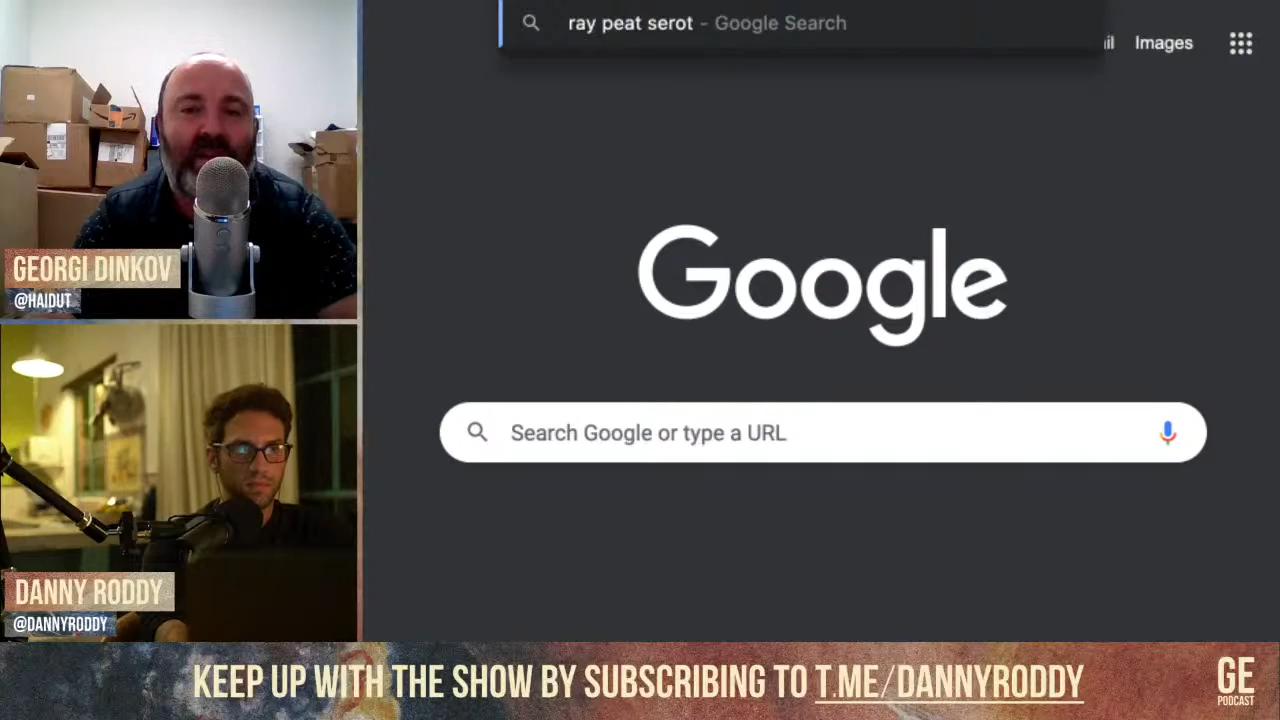 ray peat serot - Google Search
il Images
Google
Search Google or type a URL
GEORGI DINKOV
@HAIDUT
DANNY RODDY
@DANNYRODDY
KEEP UP WITH THE SHOW BY SUBSCRIBING TO T.ME/DANNYRODDY
GE
PODCAST